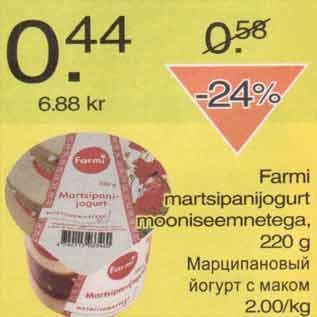 0.44
0.58
6.88 kr
-24%
Farmi
martsipanijogurt
mooniseemnetega,
220 g
Марципановый
йогурт с маком
2.00/kg
Farmi
Martsipani-
jogurt
Farmi